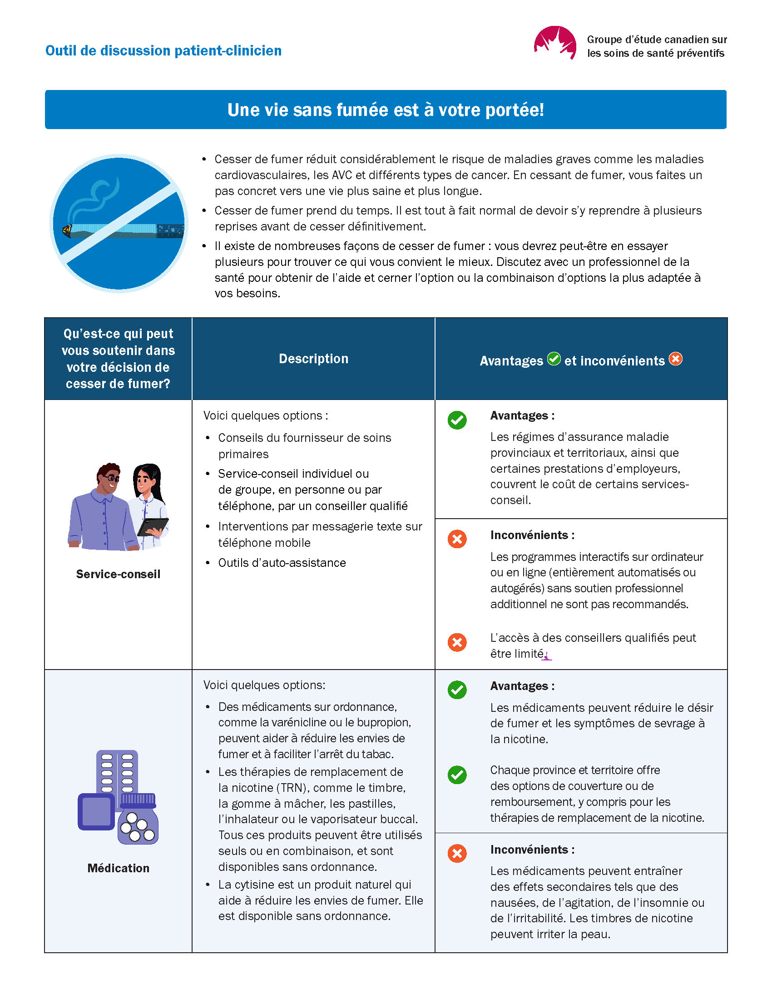 Outil de discussion patient-clinicien
Groupe d'étude canadien sur
les soins de santé préventifs
Une vie sans fumée est à votre portée!
• Cesser de fumer réduit considérablement le risque de maladies graves comme les maladies
cardiovasculaires, les AVC et différents types de cancer. En cessant de fumer, vous faites un
pas concret vers une vie plus saine et plus longue.
• Cesser de fumer prend du temps. Il est tout à fait normal de devoir s'y reprendre à plusieurs
reprises avant de cesser définitivement.
• Il existe de nombreuses façons de cesser de fumer : vous devrez peut-être en essayer
plusieurs pour trouver ce qui vous convient le mieux. Discutez avec un professionnel de la
santé pour obtenir de l'aide et cerner l'option ou la combinaison d'options la plus adaptée à
vos besoins.
Qu'est-ce qui peut
vous soutenir dans
votre décision de
cesser de fumer?
Description
Avantages et inconvénients
Service-conseil
Voici quelques options :
• Conseils du fournisseur de soins
primaires
• Service-conseil individuel ou
de groupe, en personne ou par
téléphone, par un conseiller qualifié
• Interventions par messagerie texte sur
téléphone mobile
• Outils d'auto-assistance
Avantages :
Les régimes d'assurance maladie
provinciaux et territoriaux, ainsi que
certaines prestations d'employeurs,
couvrent le coût de certains services-
conseil.
Inconvénients :
Les programmes interactifs sur ordinateur
ou en ligne (entièrement automatisés ou
autogérés) sans soutien professionnel
additionnel ne sont pas recommandés.
L'accès à des conseillers qualifiés peut
être limité.
Médication
Voici quelques options:
• Des médicaments sur ordonnance,
comme la varénicline ou le bupropion,
peuvent aider à réduire les envies de
fumer et à faciliter l'arrêt du tabac.
• Les thérapies de remplacement de
la nicotine (TRN), comme le timbre,
la gomme à mâcher, les pastilles,
l'inhalateur ou le vaporisateur buccal.
Tous ces produits peuvent être utilisés
seuls ou en combinaison, et sont
disponibles sans ordonnance.
• La cytisine est un produit naturel qui
aide à réduire les envies de fumer. Elle
est disponible sans ordonnance.
Avantages :
Les médicaments peuvent réduire le désir
de fumer et les symptômes de sevrage à
la nicotine.
Chaque province et territoire offre
des options de couverture ou de
remboursement, y compris pour les
thérapies de remplacement de la nicotine.
Inconvénients :
Les médicaments peuvent entraîner
des effets secondaires tels que des
nausées, de l'agitation, de l'insomnie ou
de l'irritabilité. Les timbres de nicotine
peuvent irriter la peau.